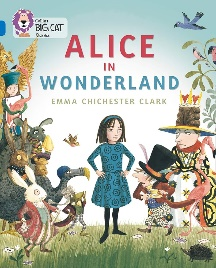 Collins
BIG CAT
ALICE
IN
WONDERLAND
EMMA CHICHESTER CLARK